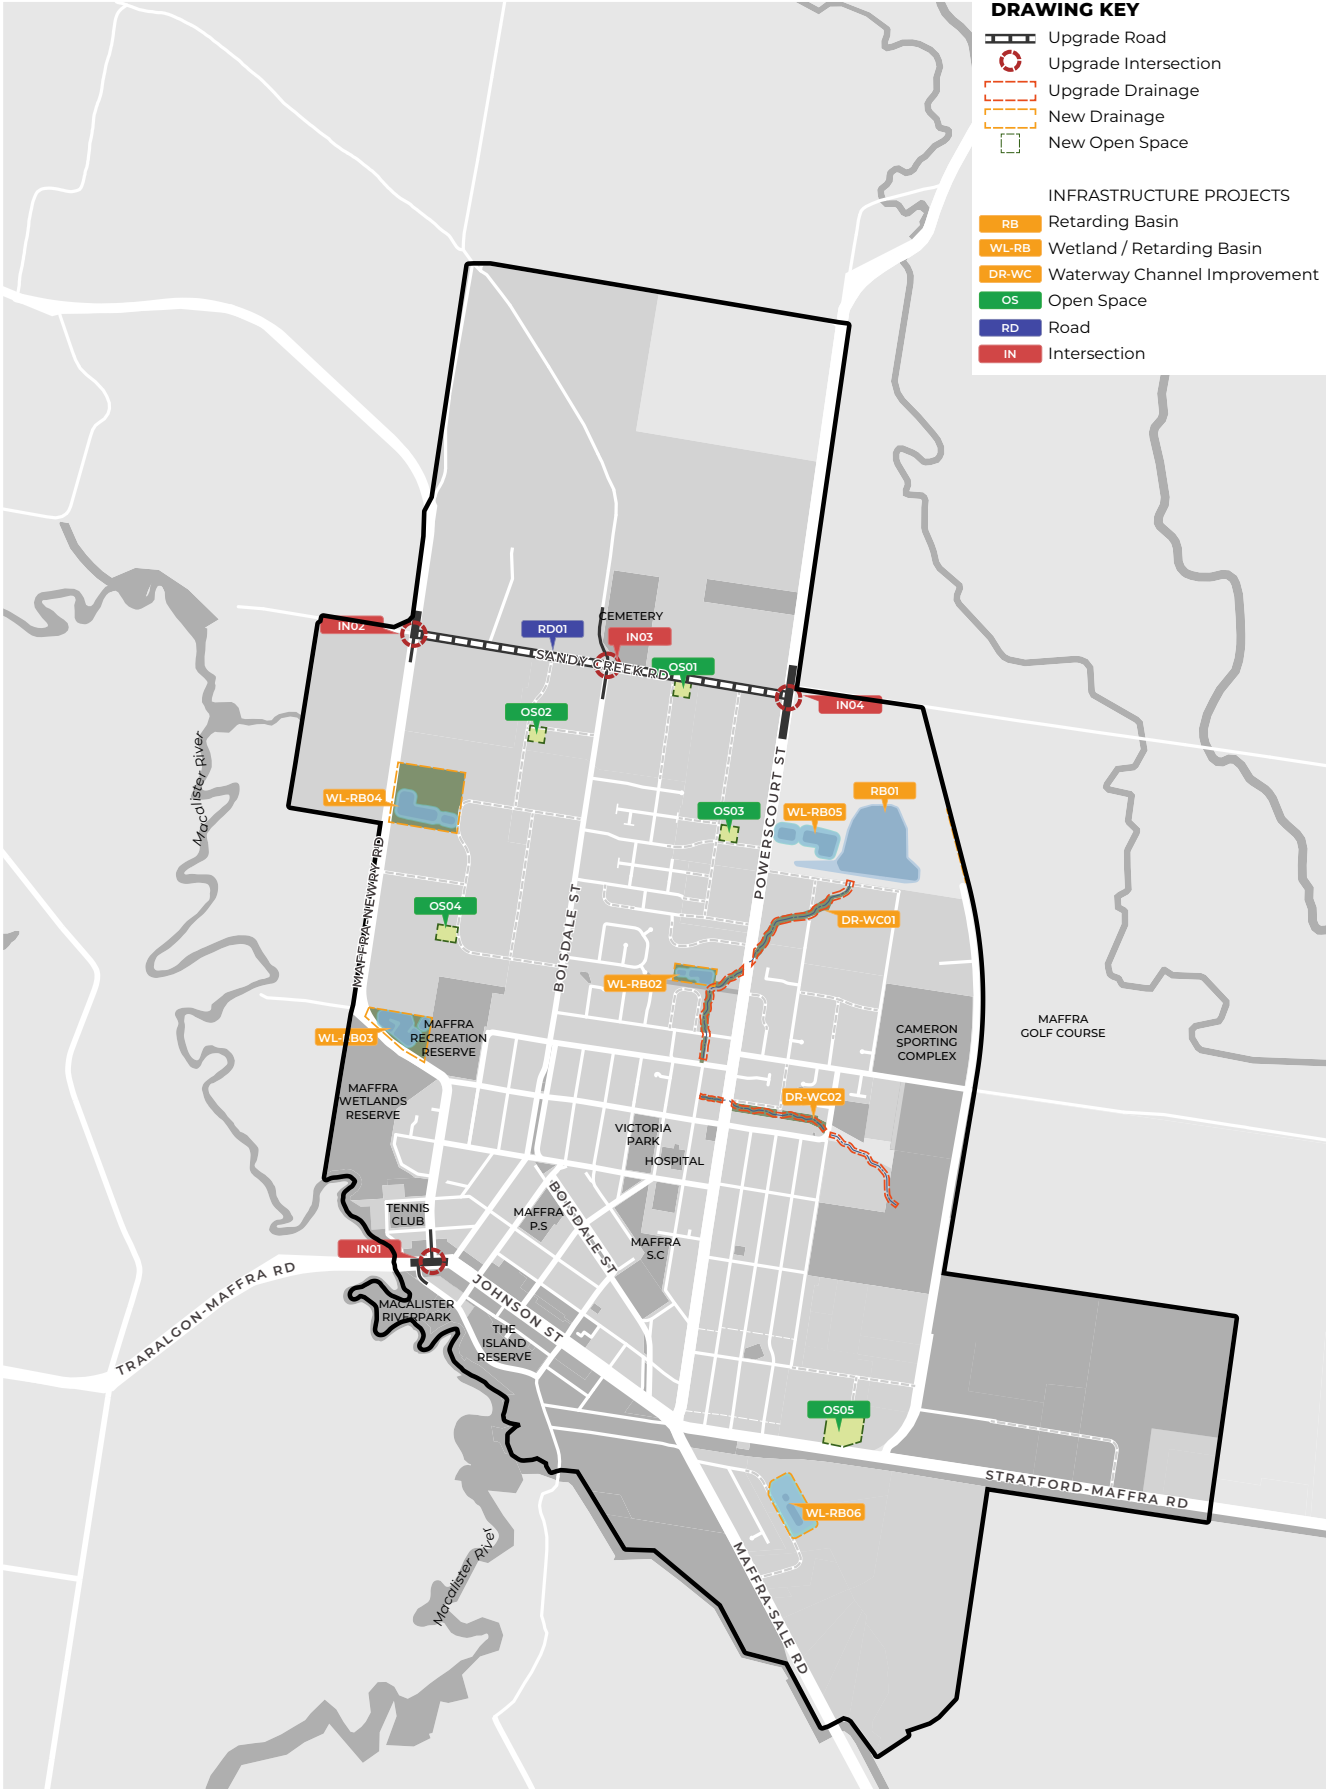 DRAWING KEY
Upgrade Road
Upgrade Intersection
Upgrade Drainage
New Drainage
New Open Space
INFRASTRUCTURE PROJECTS
RB Retarding Basin
WL-RB Wetland / Retarding Basin
DR-WC Waterway Channel Improvement
OS Open Space
RD Road
IN Intersection
CEMETERY
IN02
RD01
IN03
SANDY CREEK RD
OS01
IN04
OS02
Macalister River
POWERSCOURT ST
WL-RB04
RB01
OS03
WL-RB05
MAFFRA-NEWRY RD
BOISDALE ST
OS04
DR-WC01
WL-RB02
WL-RB03
MAFFRA
RECREATION
RESERVE
CAMERON
SPORTING
COMPLEX
MAFFRA
GOLF COURSE
MAFFRA
WETLANDS
RESERVE
DR-WC02
VICTORIA
PARK
HOSPITAL
TENNIS
CLUB
MAFFRA
P.S
BOISDALE ST
MAFFRA
S.C
IN01
TRARALGON-MAFFRA RD
JOHNSON ST
MACALISTER
RIVERPARK
THE
ISLAND
RESERVE
OS05
STRATFORD-MAFFRA RD
WL-RB06
Macalister River
MAFFRA-SALE RD